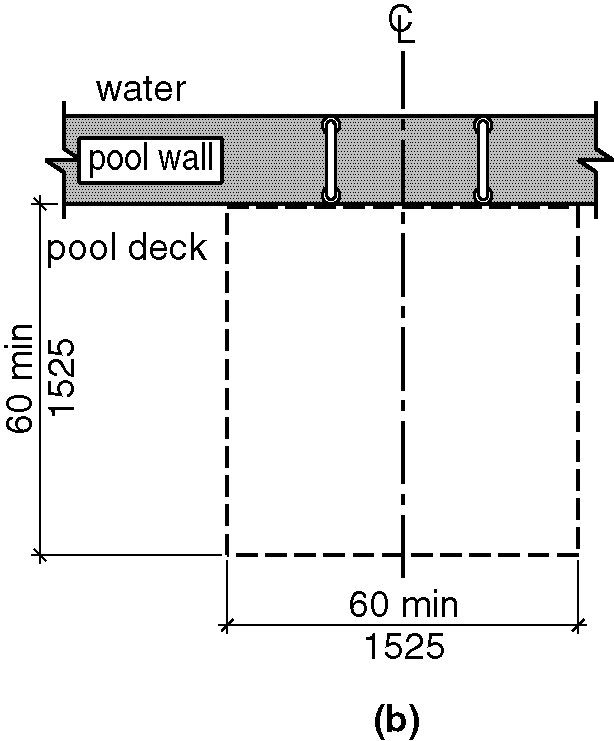 ℄
water
pool wall
pool deck
60 min
1525
60 min
1525
(b)